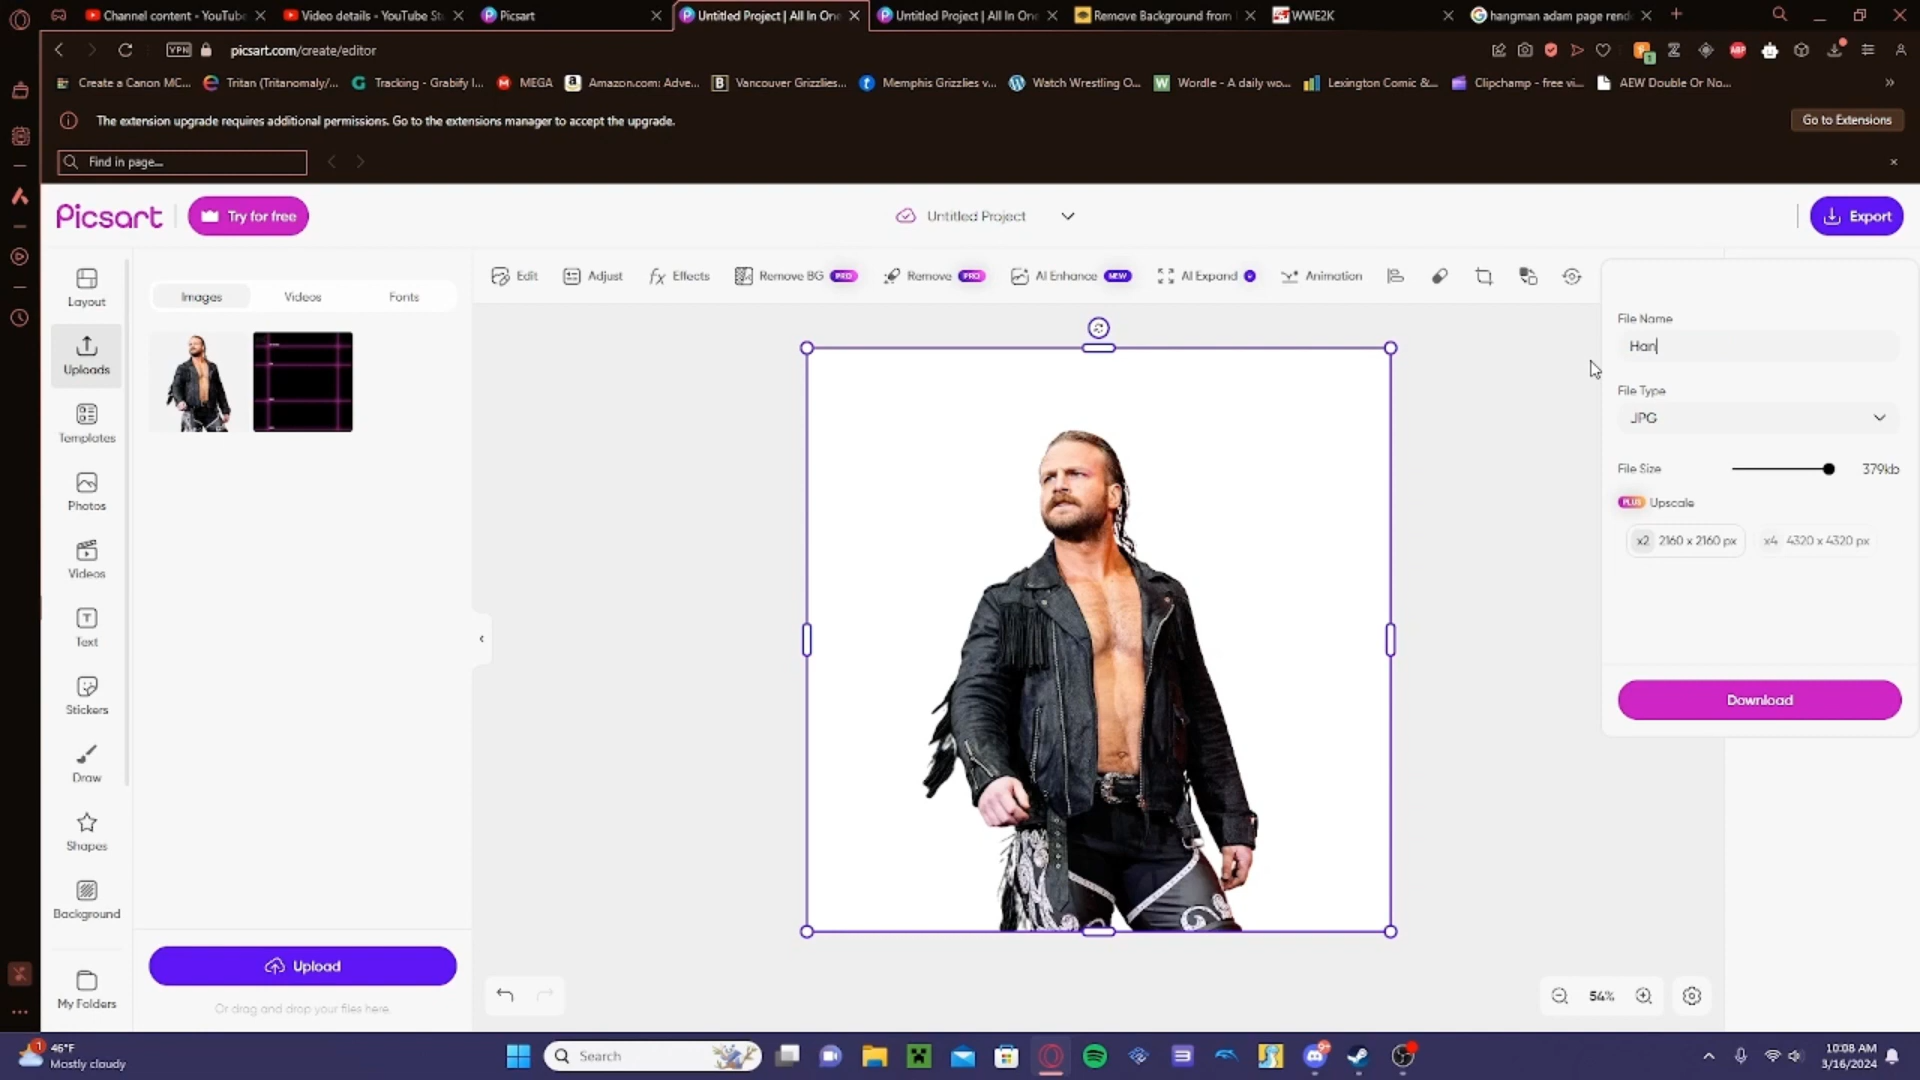 Channel content - YouTube
Video details - YouTube St
Picsart
Untitled Project | All In One
Untitled Project | All In One
Remove Background from
WWE2K
hangman adam page rend
VPN
picsart.com/create/editor
1
ABP
Create a Canon MC...
Tritan (Tritanomaly/...
Tracking - Grabify I...
MEGA
Amazon.com: Adve...
Vancouver Grizzlies...
Memphis Grizzlies v...
Watch Wrestling O...
Wordle - A daily wo...
Lexington Comic &...
Clipchamp - free vi...
AEW Double Or No...
The extension upgrade requires additional permissions. Go to the extensions manager to accept the upgrade.
Go to Extensions
Find in page...
Picsart
Try for free
Untitled Project
Export
Layout
Uploads
Templates
Photos
Videos
Text
Stickers
Draw
Shapes
Background
My Folders
Images
Videos
Fonts
Upload
Or drag and drop your files here.
Edit
Adjust
fx Effects
Remove BG PRO
Remove PRO
AI Enhance NEW
AI Expand
Animation
File Name
Han
File Type
JPG
File Size
379kb
PLUS Upscale
x2 2160 x 2160 px
x4 4320 x 4320 px
Download
54%
1
46°F
Mostly cloudy
Search
9+
10:08 AM
3/16/2024